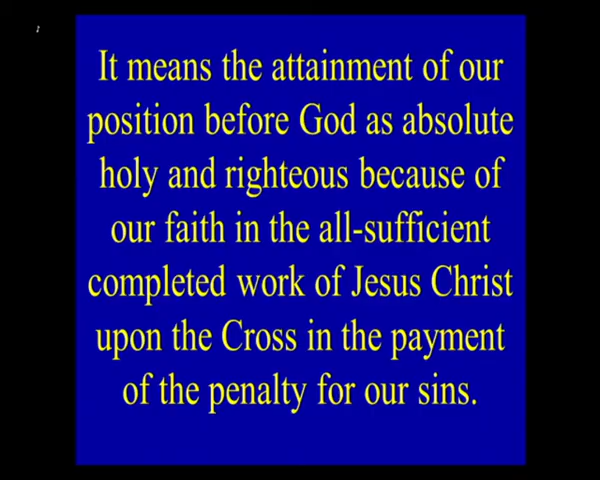 It means the attainment of our
position before God as absolute
holy and righteous because of
our faith in the all-sufficient
completed work of Jesus Christ
upon the Cross in the payment
of the penalty for our sins.